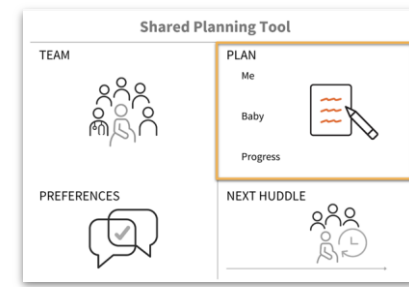 Shared Planning Tool
TEAM
PLAN
Me
Baby
Progress
PREFERENCES
NEXT HUDDLE